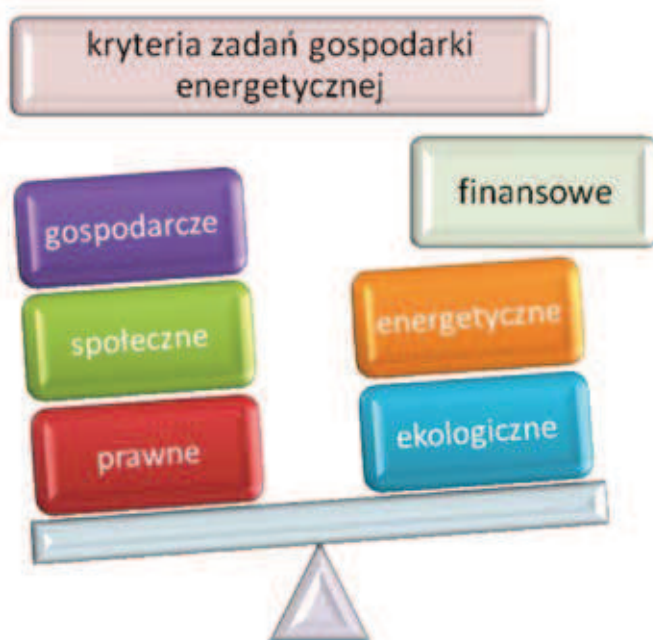 kryteria zadań gospodarki
energetycznej
finansowe
gospodarcze
energetyczne
społeczne
ekologiczne
prawne